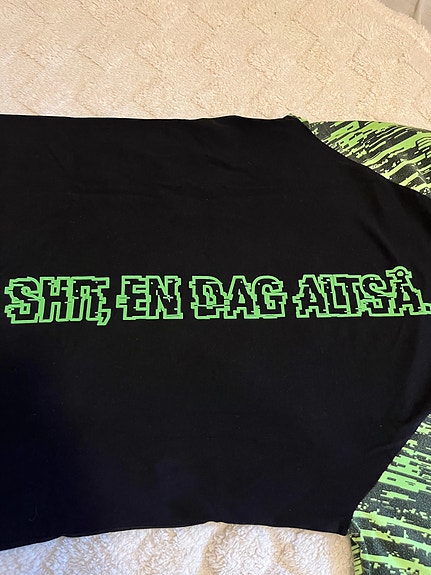 SHIT, EN DAG ALTSÅ.